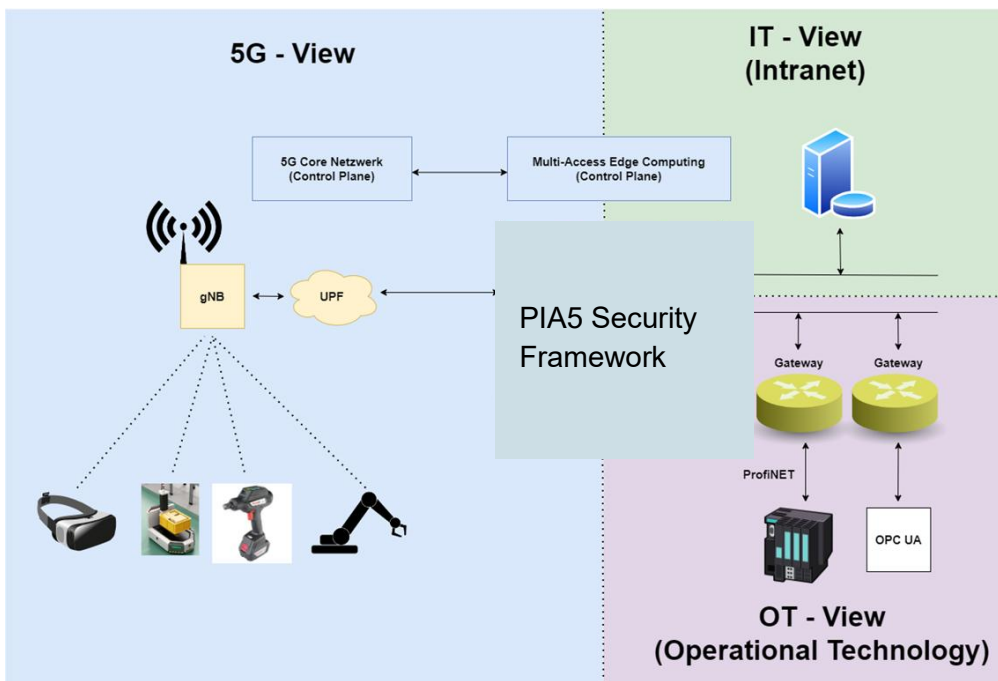 5G - View
IT - View
(Intranet)
5G Core Netzwerk
(Control Plane)
Multi-Access Edge Computing
(Control Plane)
gNB
UPF
PIA5 Security
Framework
Gateway
Gateway
ProfiNET
OPC UA
OT - View
(Operational Technology)